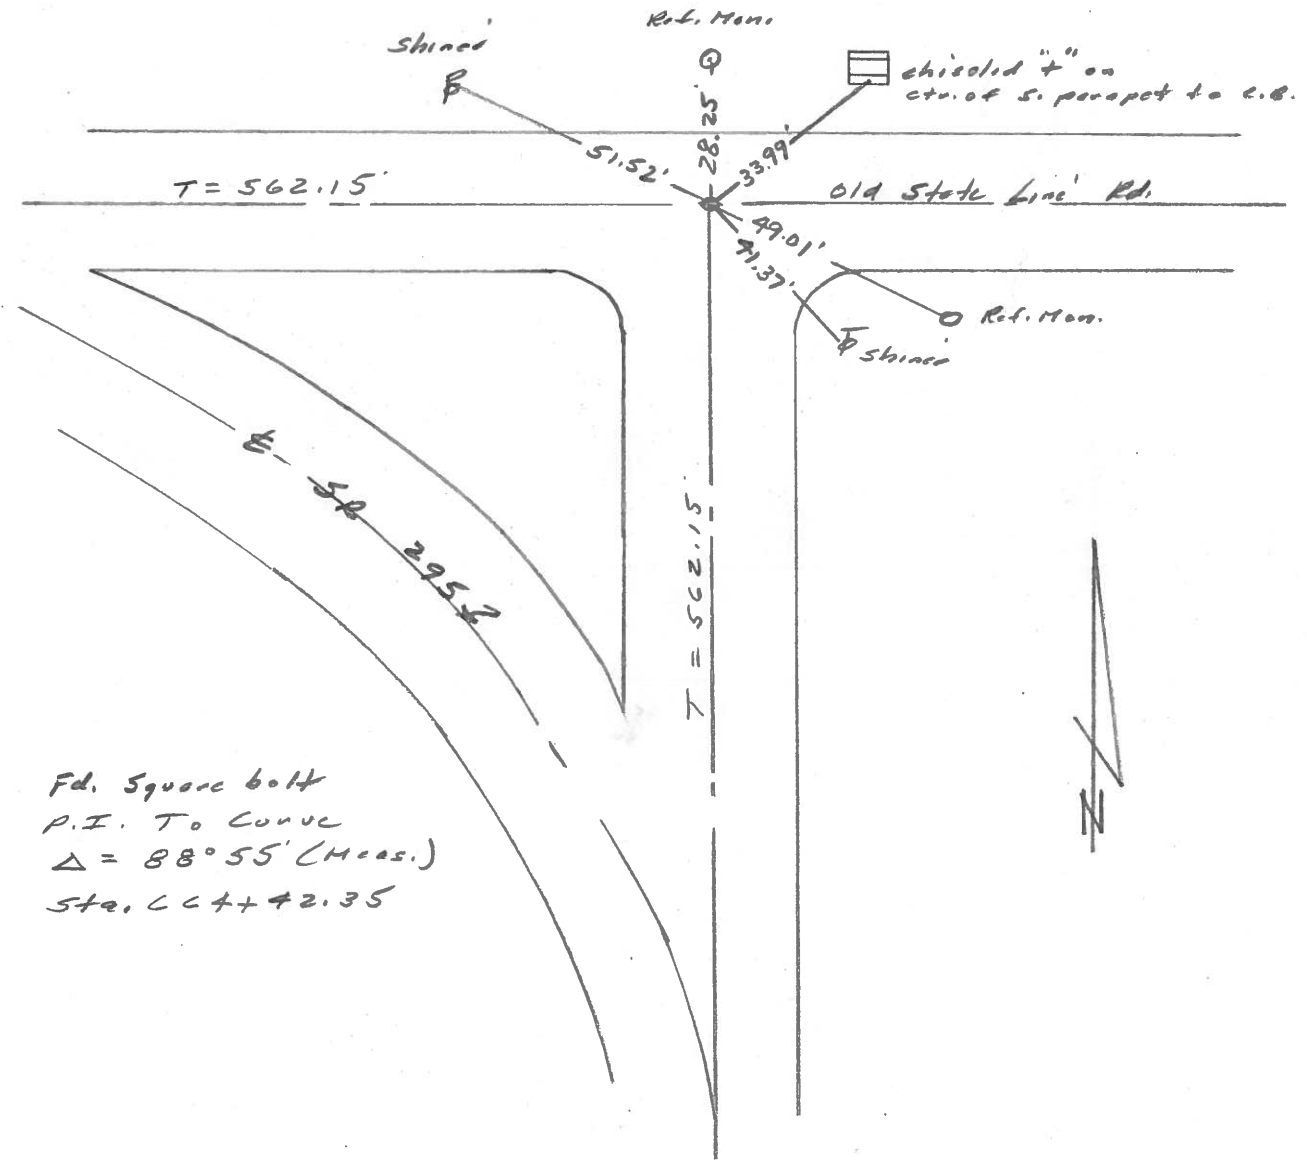 Ref. Mon.
Shiner
chiseled "+" on
ctr. of S. parapet to C.B.
28.25'
51.52'
33.99'
T = 562.15'
Old State Line Rd.
49.01'
41.37'
Ref. Mon.
Shiner
℄ SR 295
T = 562.15'
Fd. Square bolt
P.I. To Curve
Δ = 88°55' (Meas.)
Sta. 664+42.35
N